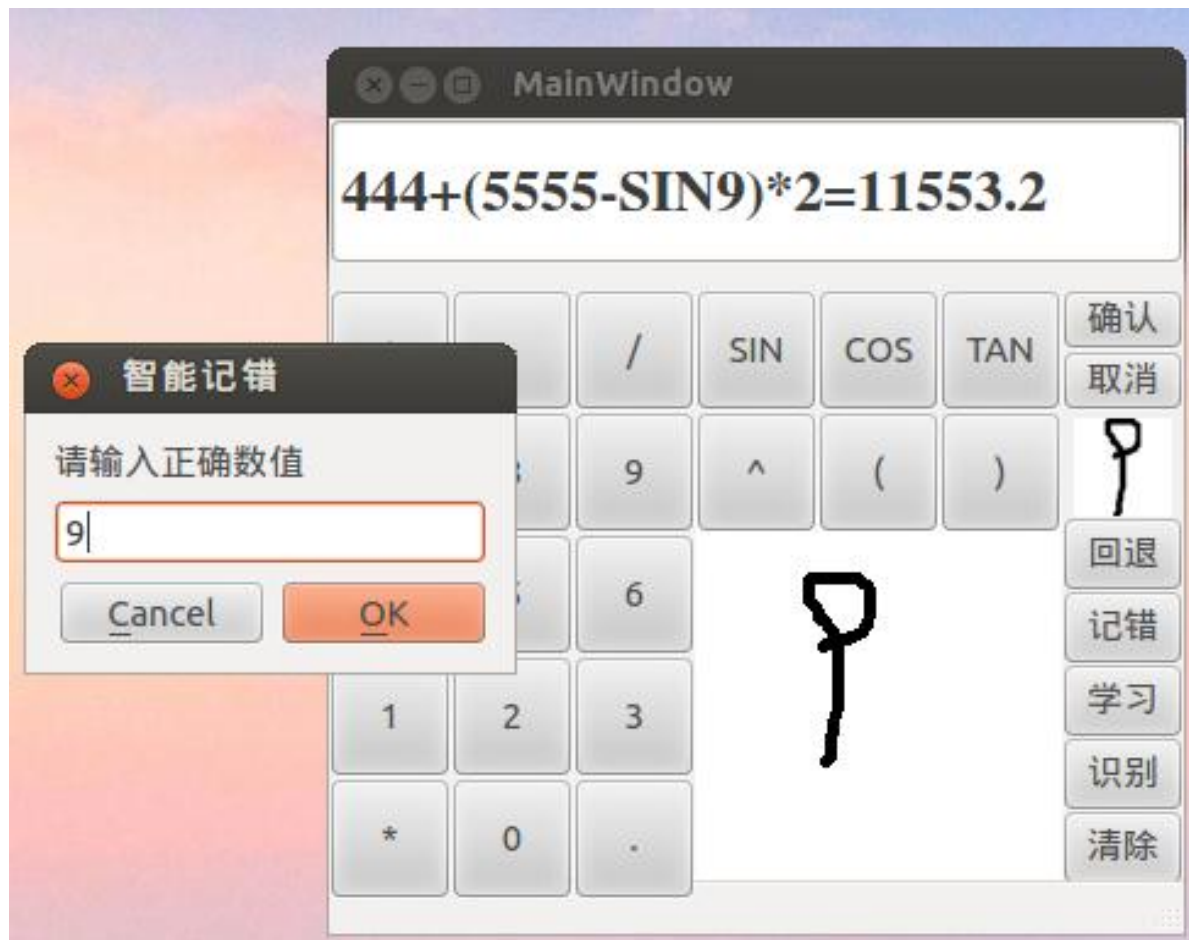 MainWindow
444+(5555-SIN9)*2=11553.2
/ SIN COS TAN 确认
取消
智能记错
9 ^ ( )
请输入正确数值
9
回退
Cancel OK
6
记错
1 2 3
学习
识别
* 0 .
清除